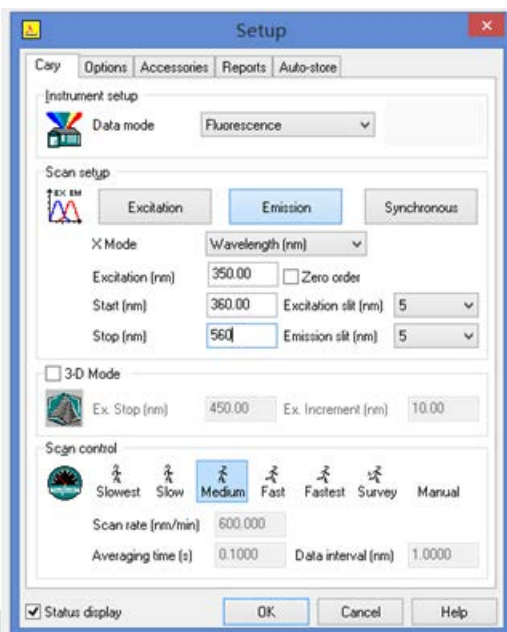 Setup
Cary Options Accessories Reports Auto-store
Instrument setup
Data mode Fluorescence
Scan setup
EX EM
Excitation Emission Synchronous
X Mode Wavelength (nm)
Excitation (nm) 350.00 Zero order
Start (nm) 360.00 Excitation slit (nm) 5
Stop (nm) 560 Emission slit (nm) 5
3-D Mode
Ex. Stop (nm) 450.00 Ex. Increment (nm) 10.00
Scan control
Slowest Slow Medium Fast Fastest Survey Manual
Scan rate (nm/min) 600.000
Averaging time (s) 0.1000 Data interval (nm) 1.0000
Status display OK Cancel Help